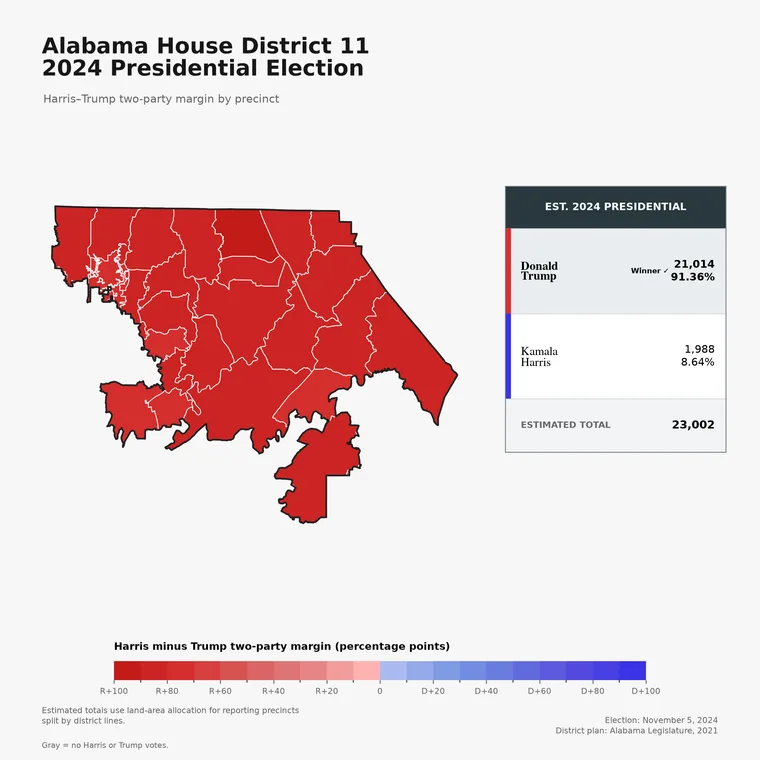 Alabama House District 11
2024 Presidential Election
Harris–Trump two-party margin by precinct
EST. 2024 PRESIDENTIAL
Donald
Trump
Winner ✓
21,014
91.36%
Kamala
Harris
1,988
8.64%
ESTIMATED TOTAL
23,002
Harris minus Trump two-party margin (percentage points)
R+100 R+80 R+60 R+40 R+20 0 D+20 D+40 D+60 D+80 D+100
Estimated totals use land-area allocation for reporting precincts
split by district lines.
Gray = no Harris or Trump votes.
Election: November 5, 2024
District plan: Alabama Legislature, 2021